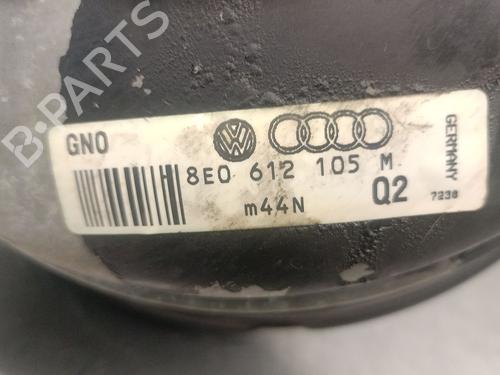 B-PARTS
GNO
GERMANY
8E0 612 105 M
m44N
Q2
7238